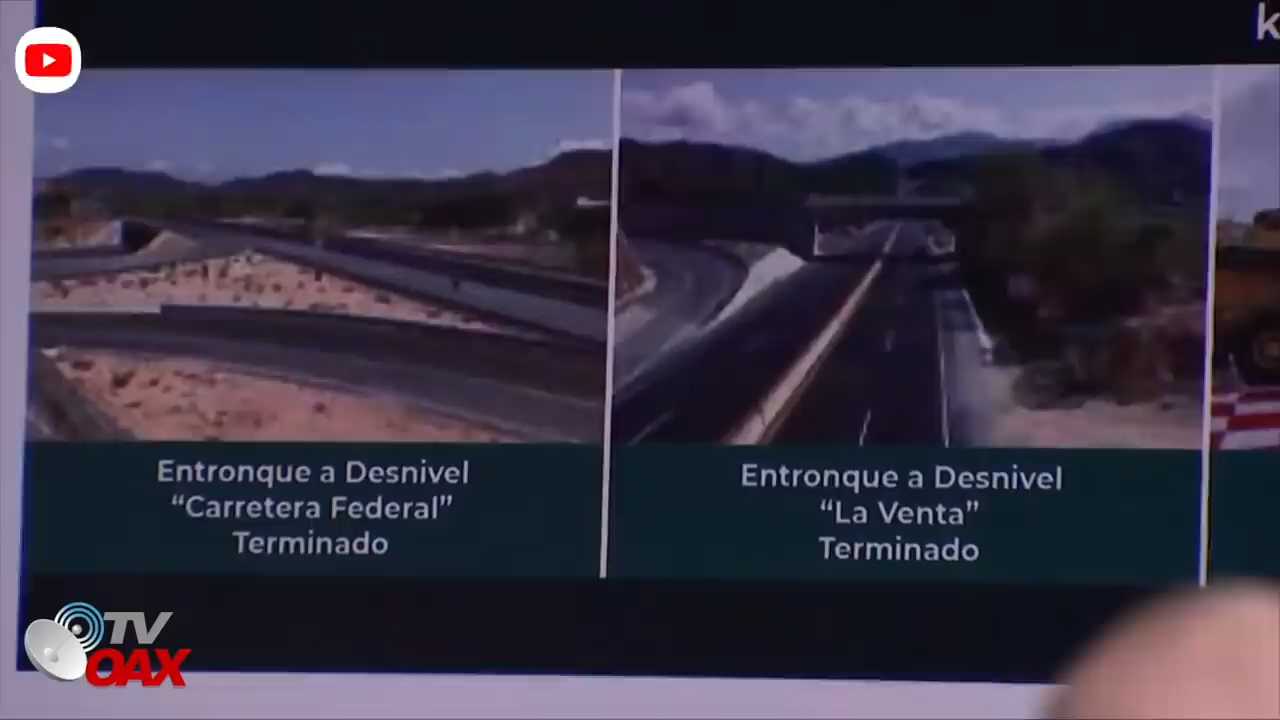 k
Entronque a Desnivel
“Carretera Federal”
Terminado
Entronque a Desnivel
“La Venta”
Terminado
TV
OAX